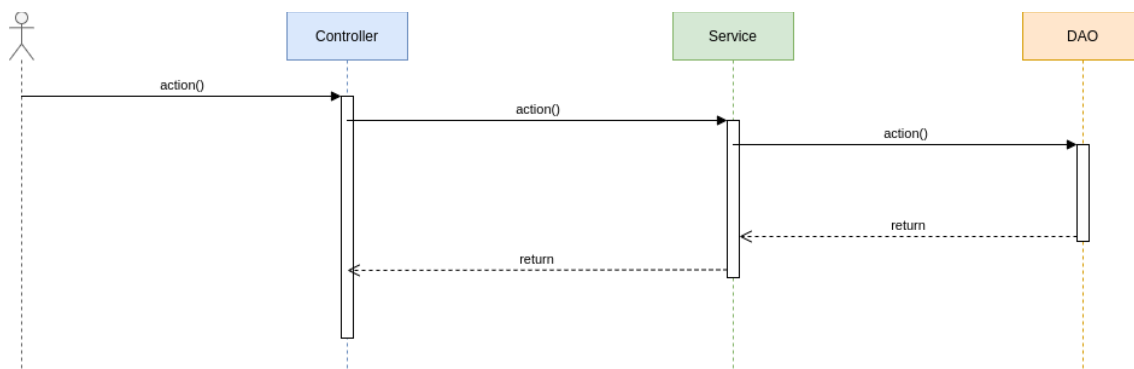 Controller
Service
DAO
action()
action()
action()
return
return